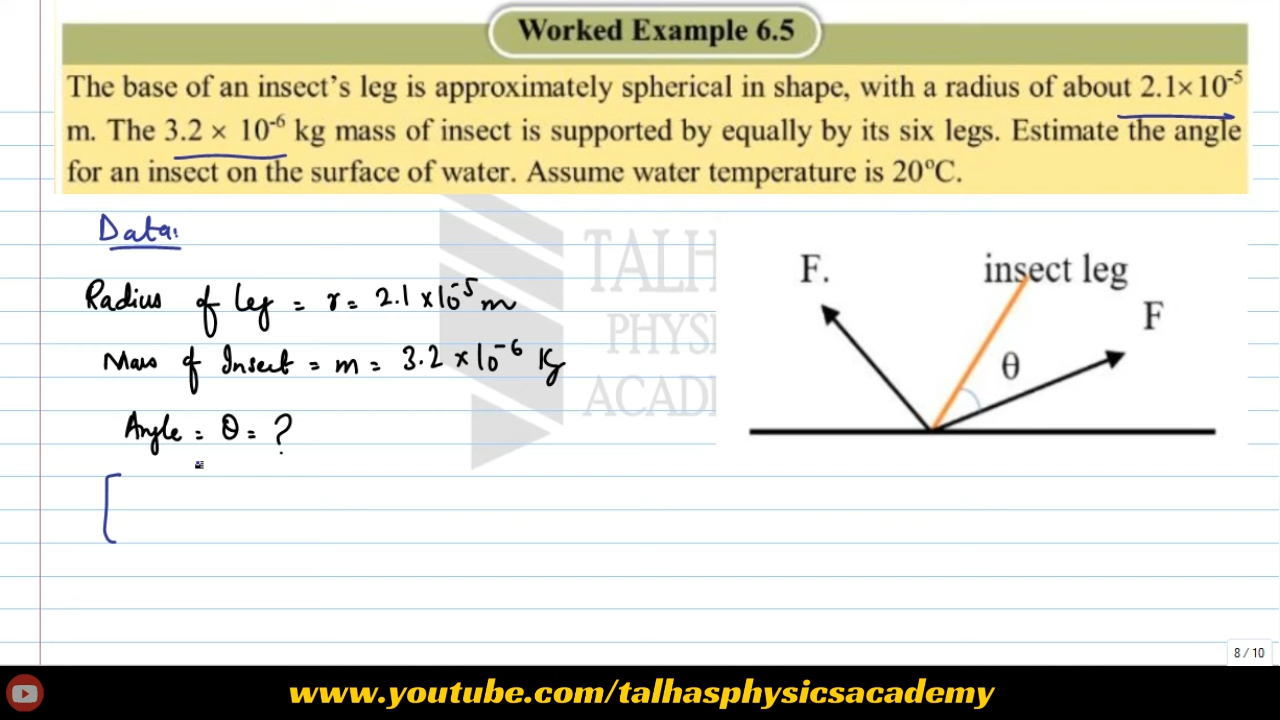 Worked Example 6.5
The base of an insect's leg is approximately spherical in shape, with a radius of about 2.1×10⁻⁵
m. The 3.2 × 10⁻⁶ kg mass of insect is supported by equally by its six legs. Estimate the angle
for an insect on the surface of water. Assume water temperature is 20°C.
Data:
Radius of leg = r = 2.1 × 10⁻⁵ m
Mass of Insect = m = 3.2 × 10⁻⁶ Kg
Angle = θ = ?
F.
insect leg
F
θ
TALH
PHYSI
ACAD
8 / 10
www.youtube.com/talhasphysicsacademy